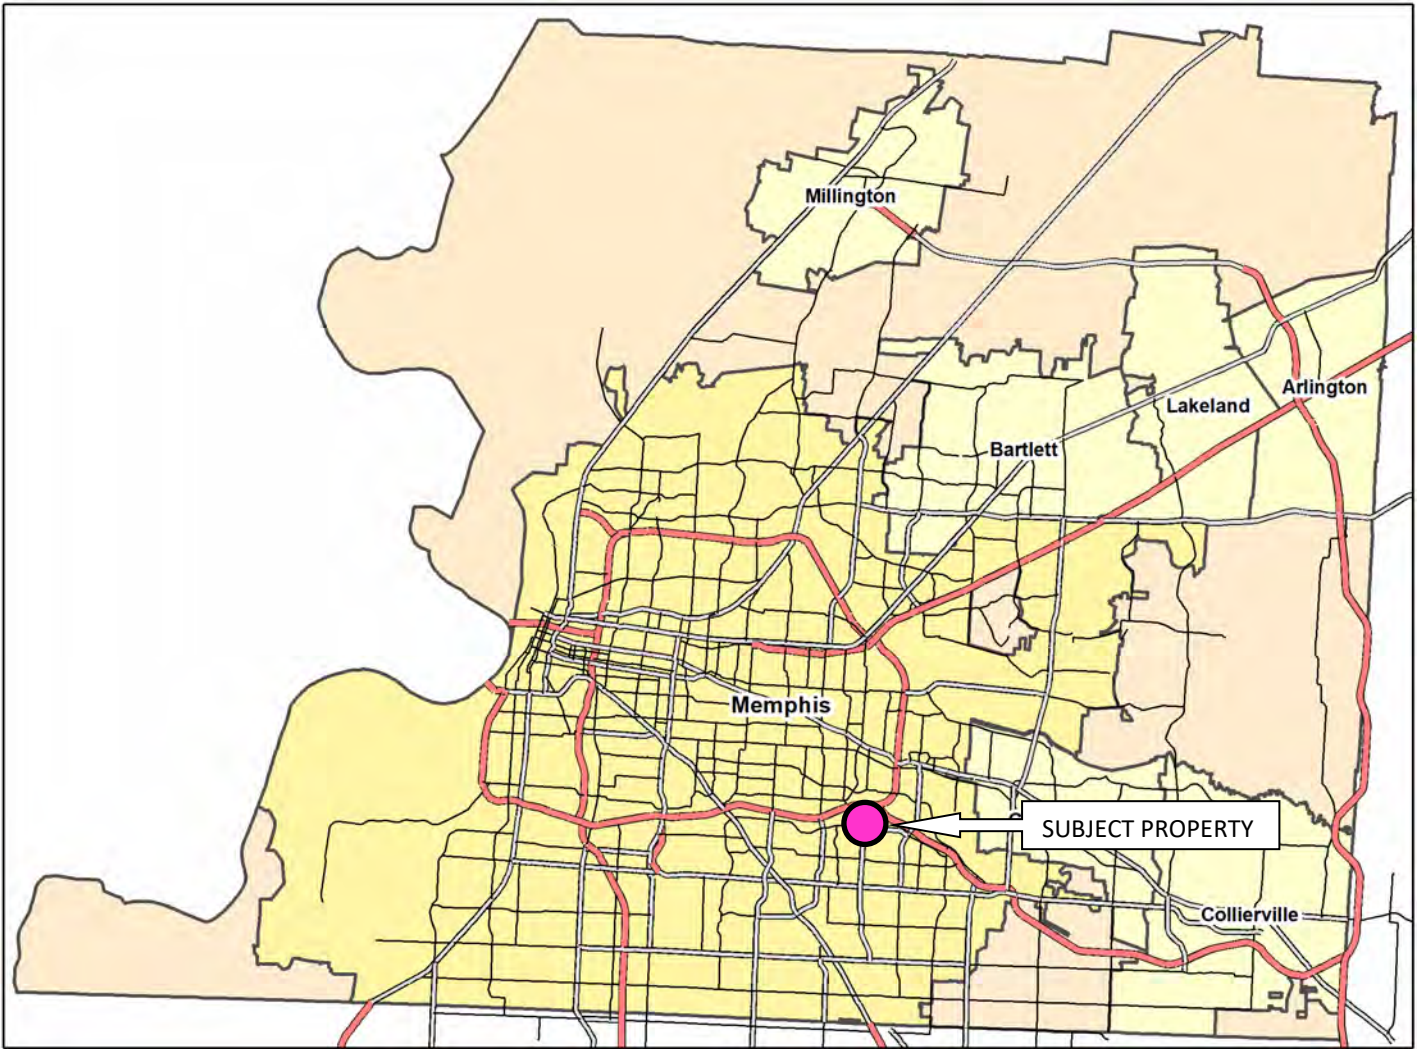 Millington
Arlington
Lakeland
Bartlett
Memphis
SUBJECT PROPERTY
Collierville